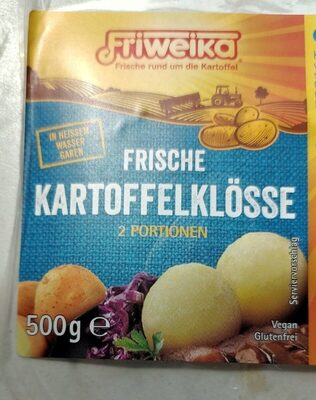 Friweika
Frische rund um die Kartoffel
IN HEISSEM
WASSER
GAREN
FRISCHE
KARTOFFELKLÖSSE
2 PORTIONEN
Serviervorschlag
500g ℮
Vegan
Glutenfrei